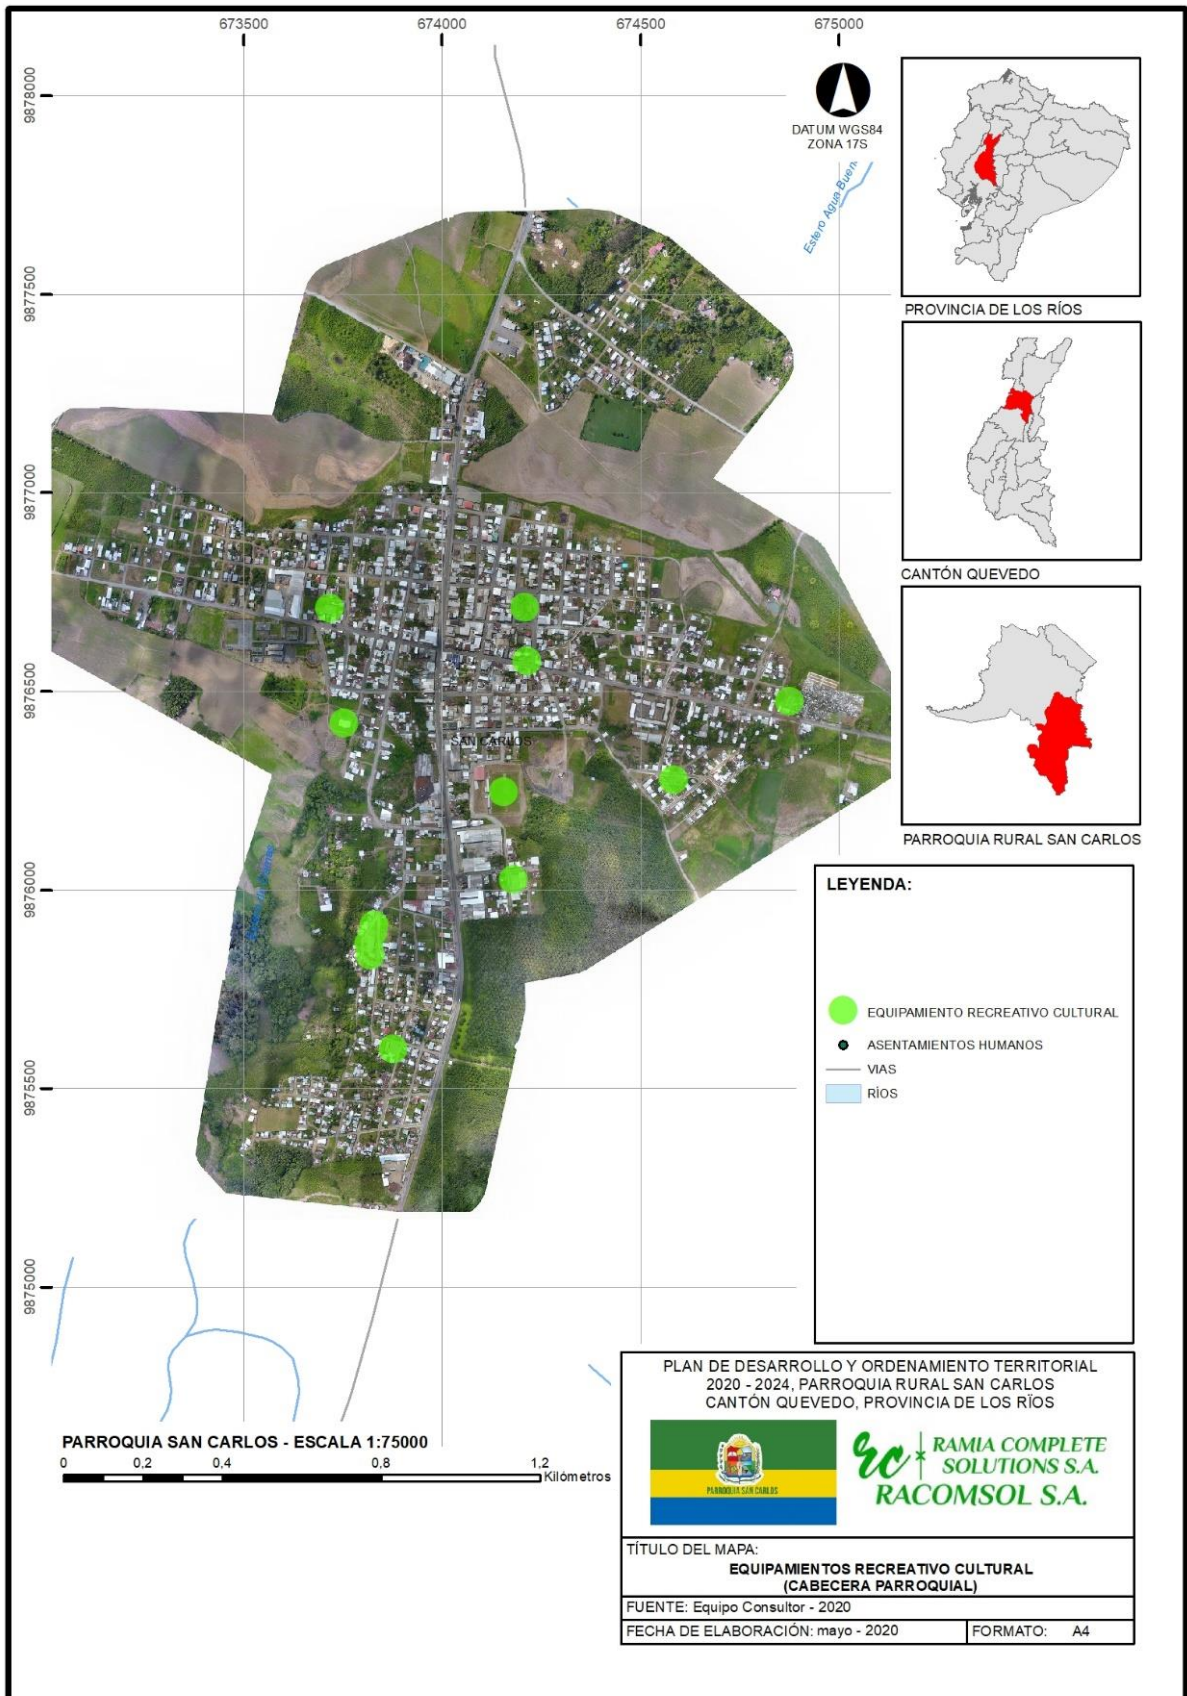 673500
674000
674500
675000
9878000
9877500
9877000
9876500
9876000
9875500
9875000
DATUM WGS84
ZONA 17S
PROVINCIA DE LOS RÍOS
CANTÓN QUEVEDO
PARROQUIA RURAL SAN CARLOS
SAN CARLOS
LEYENDA:
EQUIPAMIENTO RECREATIVO CULTURAL
ASENTAMIENTOS HUMANOS
VIAS
RÍOS
PARROQUIA SAN CARLOS - ESCALA 1:75000
0 0,2 0,4 0,8 1,2
Kilómetros
PLAN DE DESARROLLO Y ORDENAMIENTO TERRITORIAL
2020 - 2024, PARROQUIA RURAL SAN CARLOS
CANTÓN QUEVEDO, PROVINCIA DE LOS RÏOS
PARROQUIA SAN CARLOS
rc RAMIA COMPLETE
SOLUTIONS S.A.
RACOMSOL S.A.
TÍTULO DEL MAPA:
EQUIPAMIENTOS RECREATIVO CULTURAL
(CABECERA PARROQUIAL)
FUENTE: Equipo Consultor - 2020
FECHA DE ELABORACIÓN: mayo - 2020
FORMATO: A4